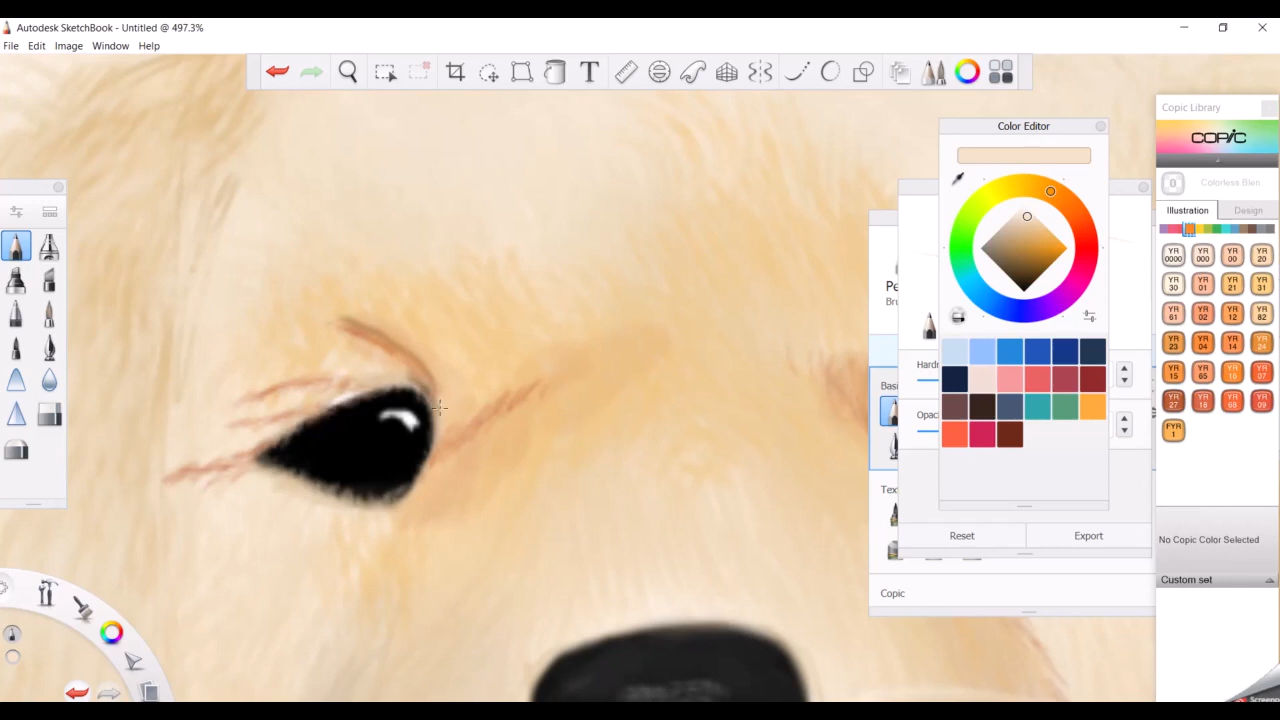 Autodesk SketchBook - Untitled @ 497.3%
File Edit Image Window Help
T
Color Editor
Copic Library
COPIC
0 Colorless Blen
Illustration Design
YR 0000 YR 000 YR 00 YR 20
YR 30 YR 01 YR 21 YR 31
YR 61 YR 02 YR 12 YR 82
YR 23 YR 04 YR 14 YR 24
YR 15 YR 65 YR 16 YR 07
YR 27 YR 18 YR 68 YR 09
FYR 1
Pe
Bru
Hardr
Basi
Opac
Tex
Reset Export
No Copic Color Selected
Custom set
Copic